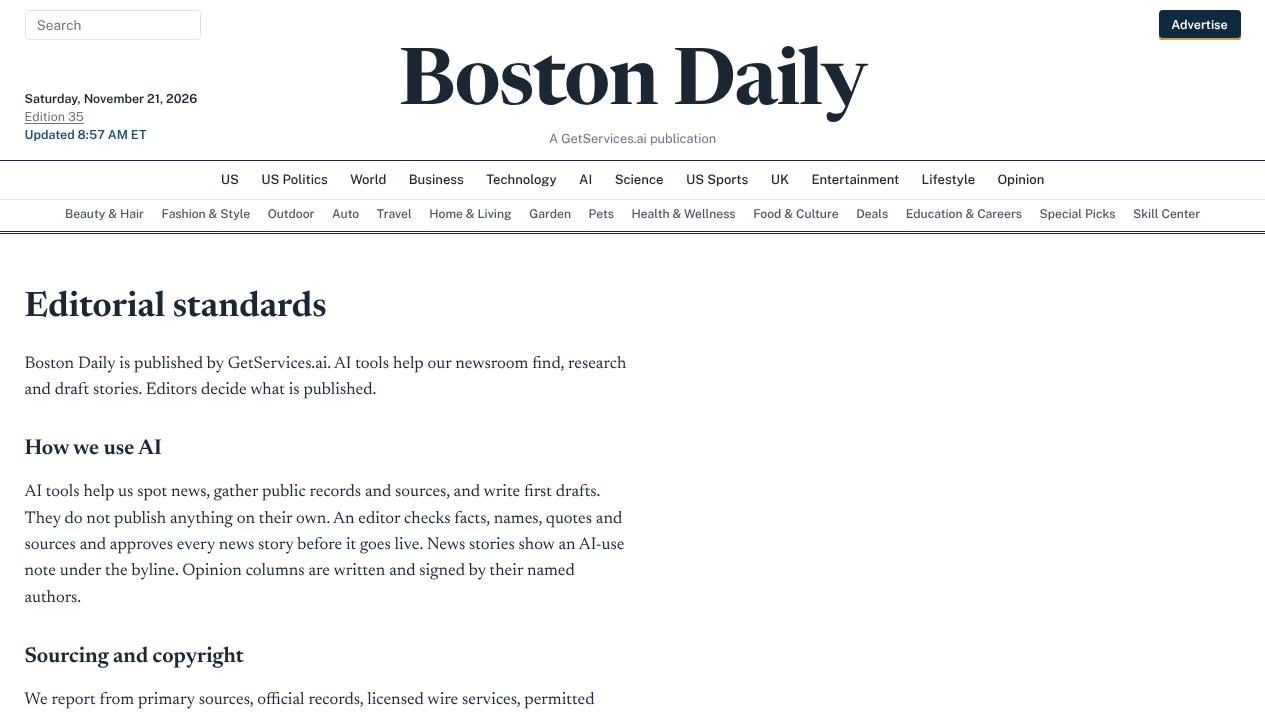 Search
Advertise
Boston Daily
Saturday, November 21, 2026
Edition 35
Updated 8:57 AM ET
A GetServices.ai publication
US US Politics World Business Technology AI Science US Sports UK Entertainment Lifestyle Opinion
Beauty & Hair Fashion & Style Outdoor Auto Travel Home & Living Garden Pets Health & Wellness Food & Culture Deals Education & Careers Special Picks Skill Center
Editorial standards
Boston Daily is published by GetServices.ai. AI tools help our newsroom find, research
and draft stories. Editors decide what is published.
How we use AI
AI tools help us spot news, gather public records and sources, and write first drafts.
They do not publish anything on their own. An editor checks facts, names, quotes and
sources and approves every news story before it goes live. News stories show an AI-use
note under the byline. Opinion columns are written and signed by their named
authors.
Sourcing and copyright
We report from primary sources, official records, licensed wire services, permitted